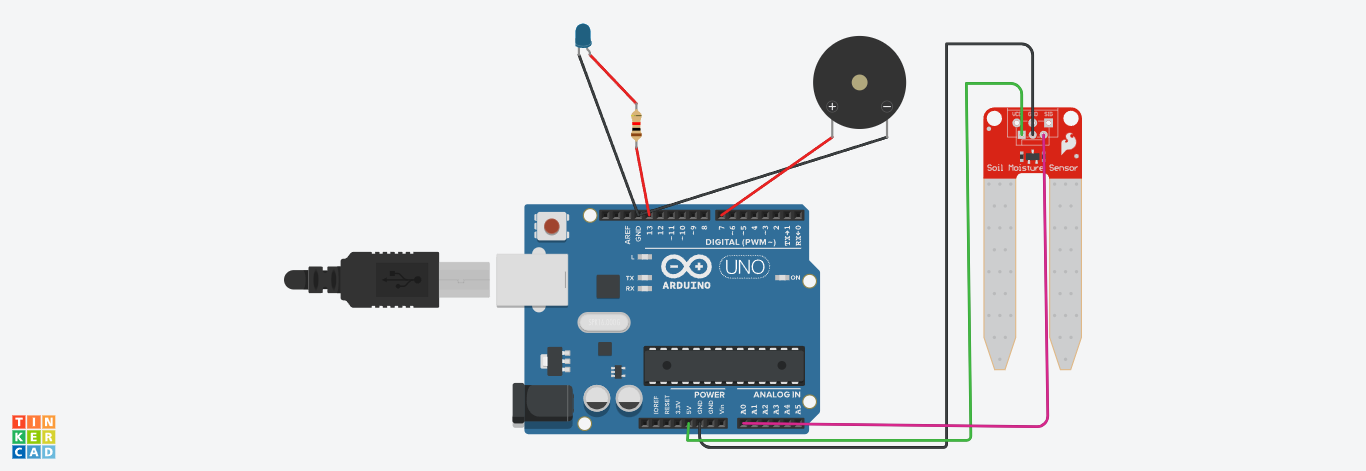 +
−
VCC GND SIG
Soil Moisture Sensor
AREF
GND
13
12
~11
~10
~9
8
7
~6
~5
4
~3
2
TX→1
RX←0
DIGITAL (PWM~)
L
TX
RX
ARDUINO
UNO
ON
POWER
ANALOG IN
IOREF
RESET
3.3V
5V
GND
GND
Vin
A0
A1
A2
A3
A4
A5
TIN
KER
CAD